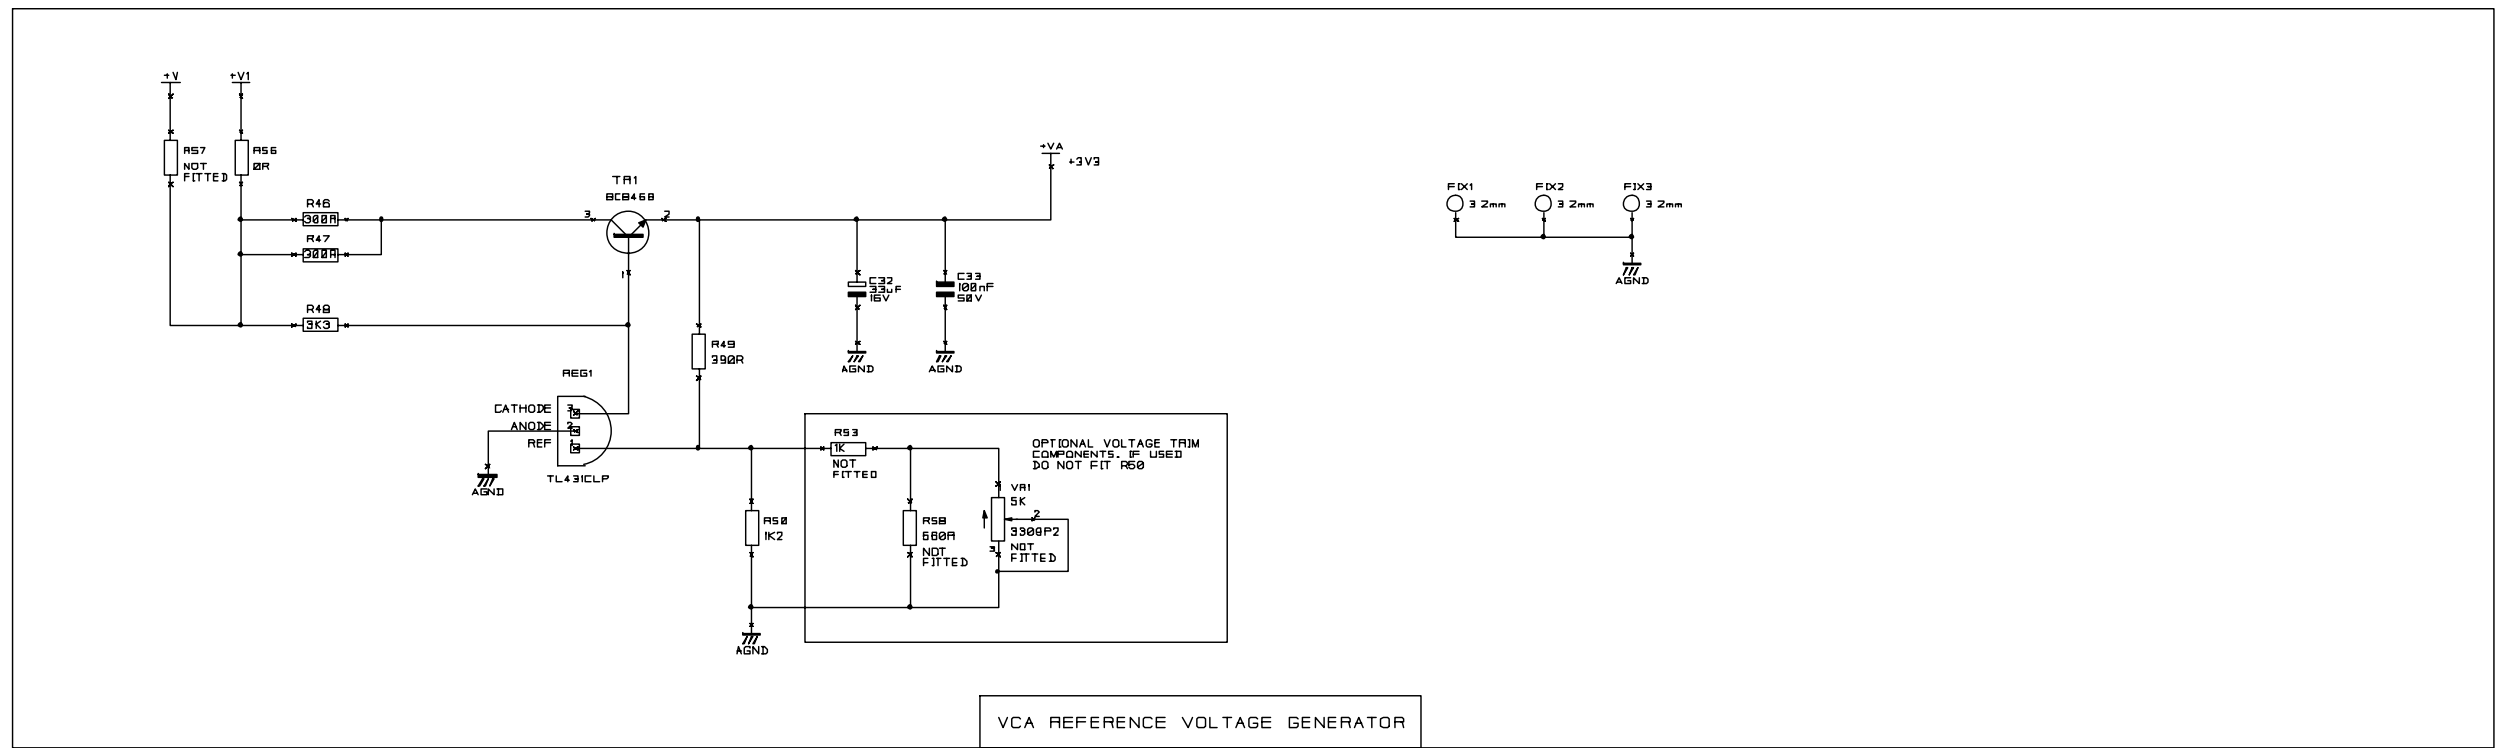 +V
+V1
R57
NOT
FITTED
R56
0R
R46
300R
R47
300R
R48
3K3
TR1
BC846B
3
2
1
+VA
+3V3
C32
33uF
16V
AGND
C33
100nF
50V
AGND
R49
390R
REG1
CATHODE 3
ANODE 2
REF 1
TL431CLP
AGND
R50
1K2
AGND
R53
1K
NOT
FITTED
R58
660R
NOT
FITTED
OPTIONAL VOLTAGE TRIM
COMPONENTS. IF USED
DO NOT FIT R50
VR1
5K
2
3
NOT
FITTED
FIX1
3 2mm
FIX2
3 2mm
FIX3
3 2mm
AGND
VCA REFERENCE VOLTAGE GENERATOR